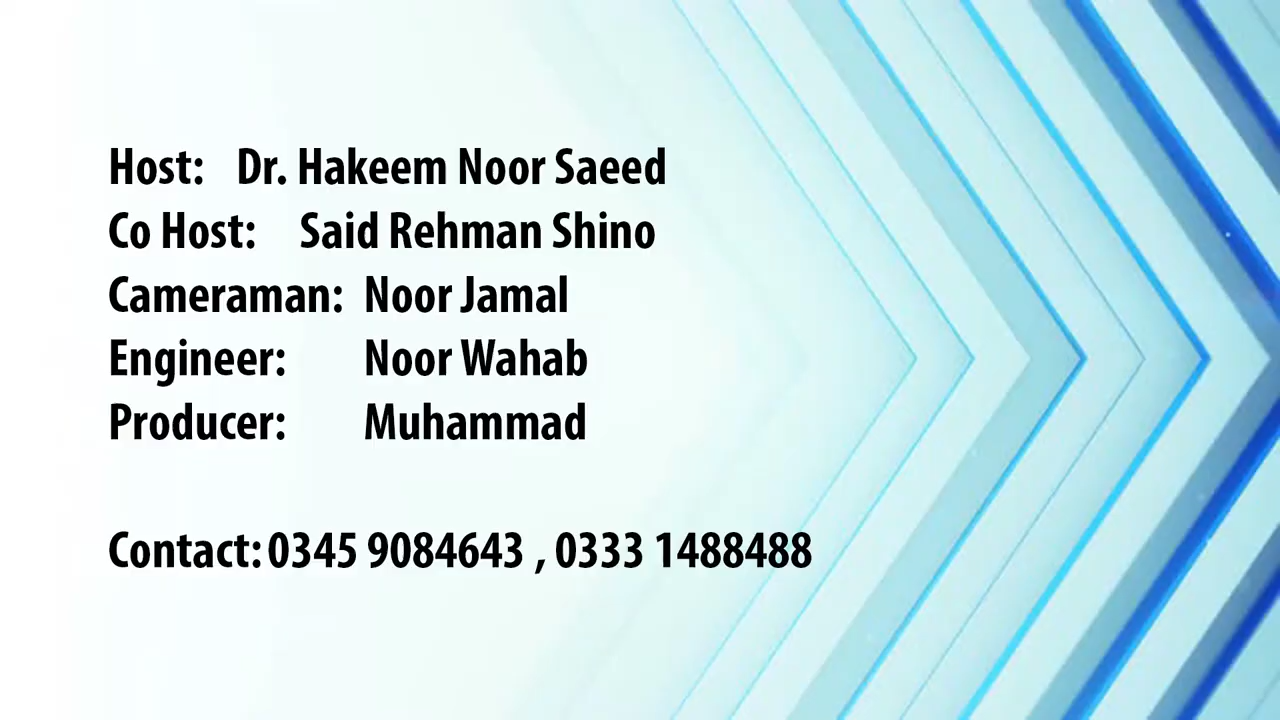 Host: Dr. Hakeem Noor Saeed
Co Host: Said Rehman Shino
Cameraman: Noor Jamal
Engineer: Noor Wahab
Producer: Muhammad
Contact: 0345 9084643 , 0333 1488488